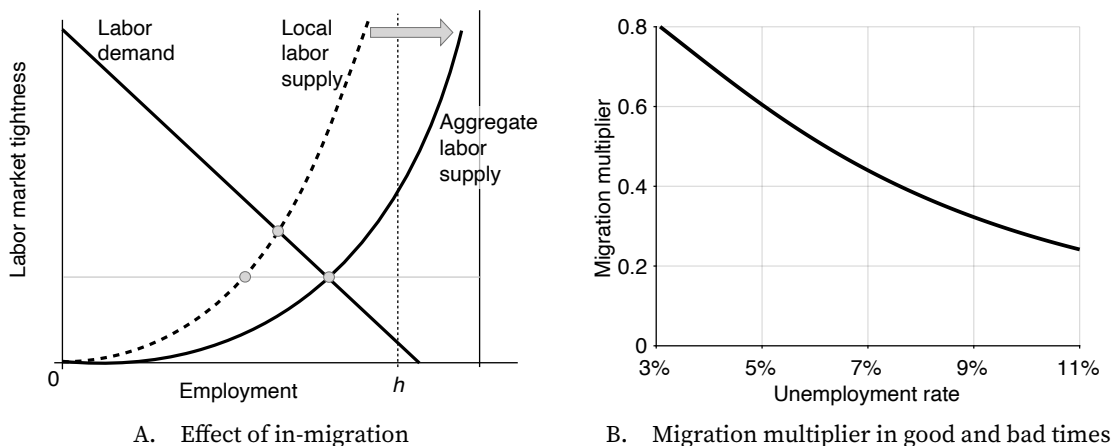 Labor
demand
Local
labor
supply
Aggregate
labor
supply
Labor market tightness
0
Employment
h
A. Effect of in-migration
0.8
0.6
0.4
0.2
0
Migration multiplier
3%
5%
7%
9%
11%
Unemployment rate
B. Migration multiplier in good and bad times